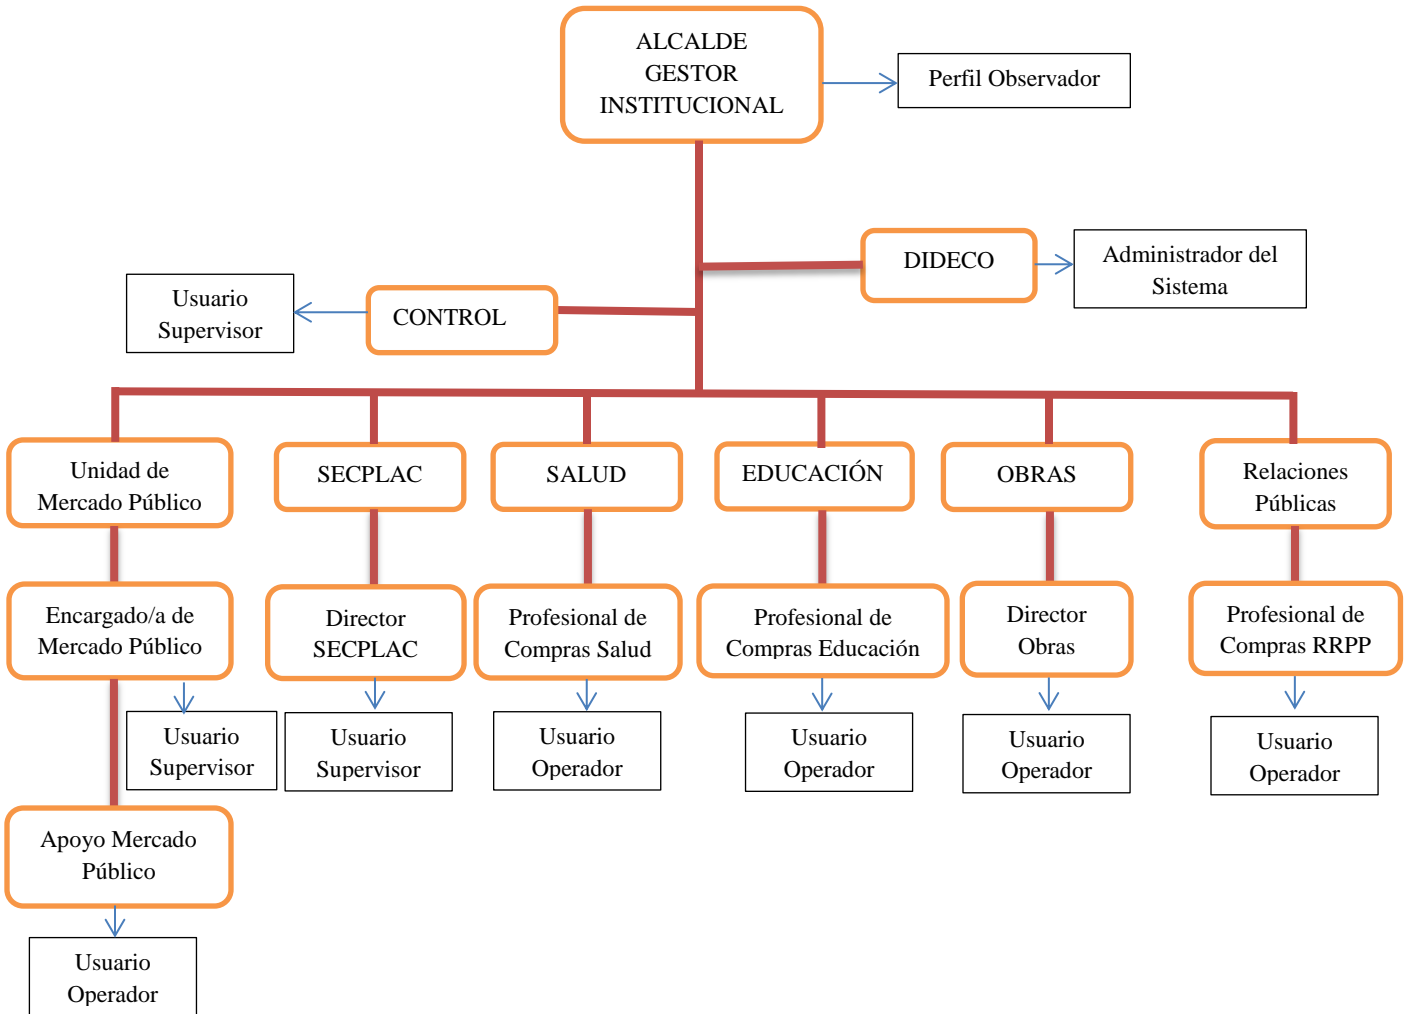 ALCALDE
GESTOR
INSTITUCIONAL
Perfil Observador
DIDECO
Administrador del
Sistema
Usuario
Supervisor
CONTROL
Unidad de
Mercado Público
SECPLAC
SALUD
EDUCACIÓN
OBRAS
Relaciones
Públicas
Encargado/a de
Mercado Público
Director
SECPLAC
Profesional de
Compras Salud
Profesional de
Compras Educación
Director
Obras
Profesional de
Compras RRPP
Usuario
Supervisor
Usuario
Supervisor
Usuario
Operador
Usuario
Operador
Usuario
Operador
Usuario
Operador
Apoyo Mercado
Público
Usuario
Operador